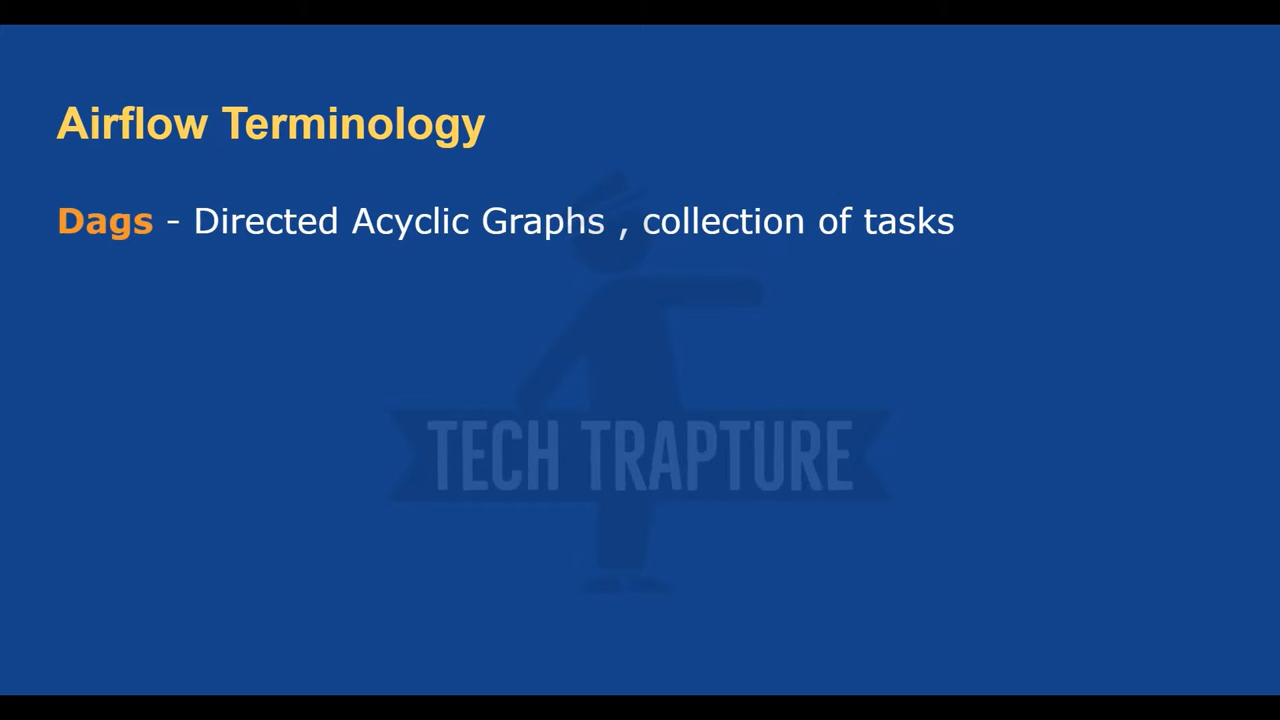 Airflow Terminology
Dags - Directed Acyclic Graphs , collection of tasks
TECH TRAPTURE